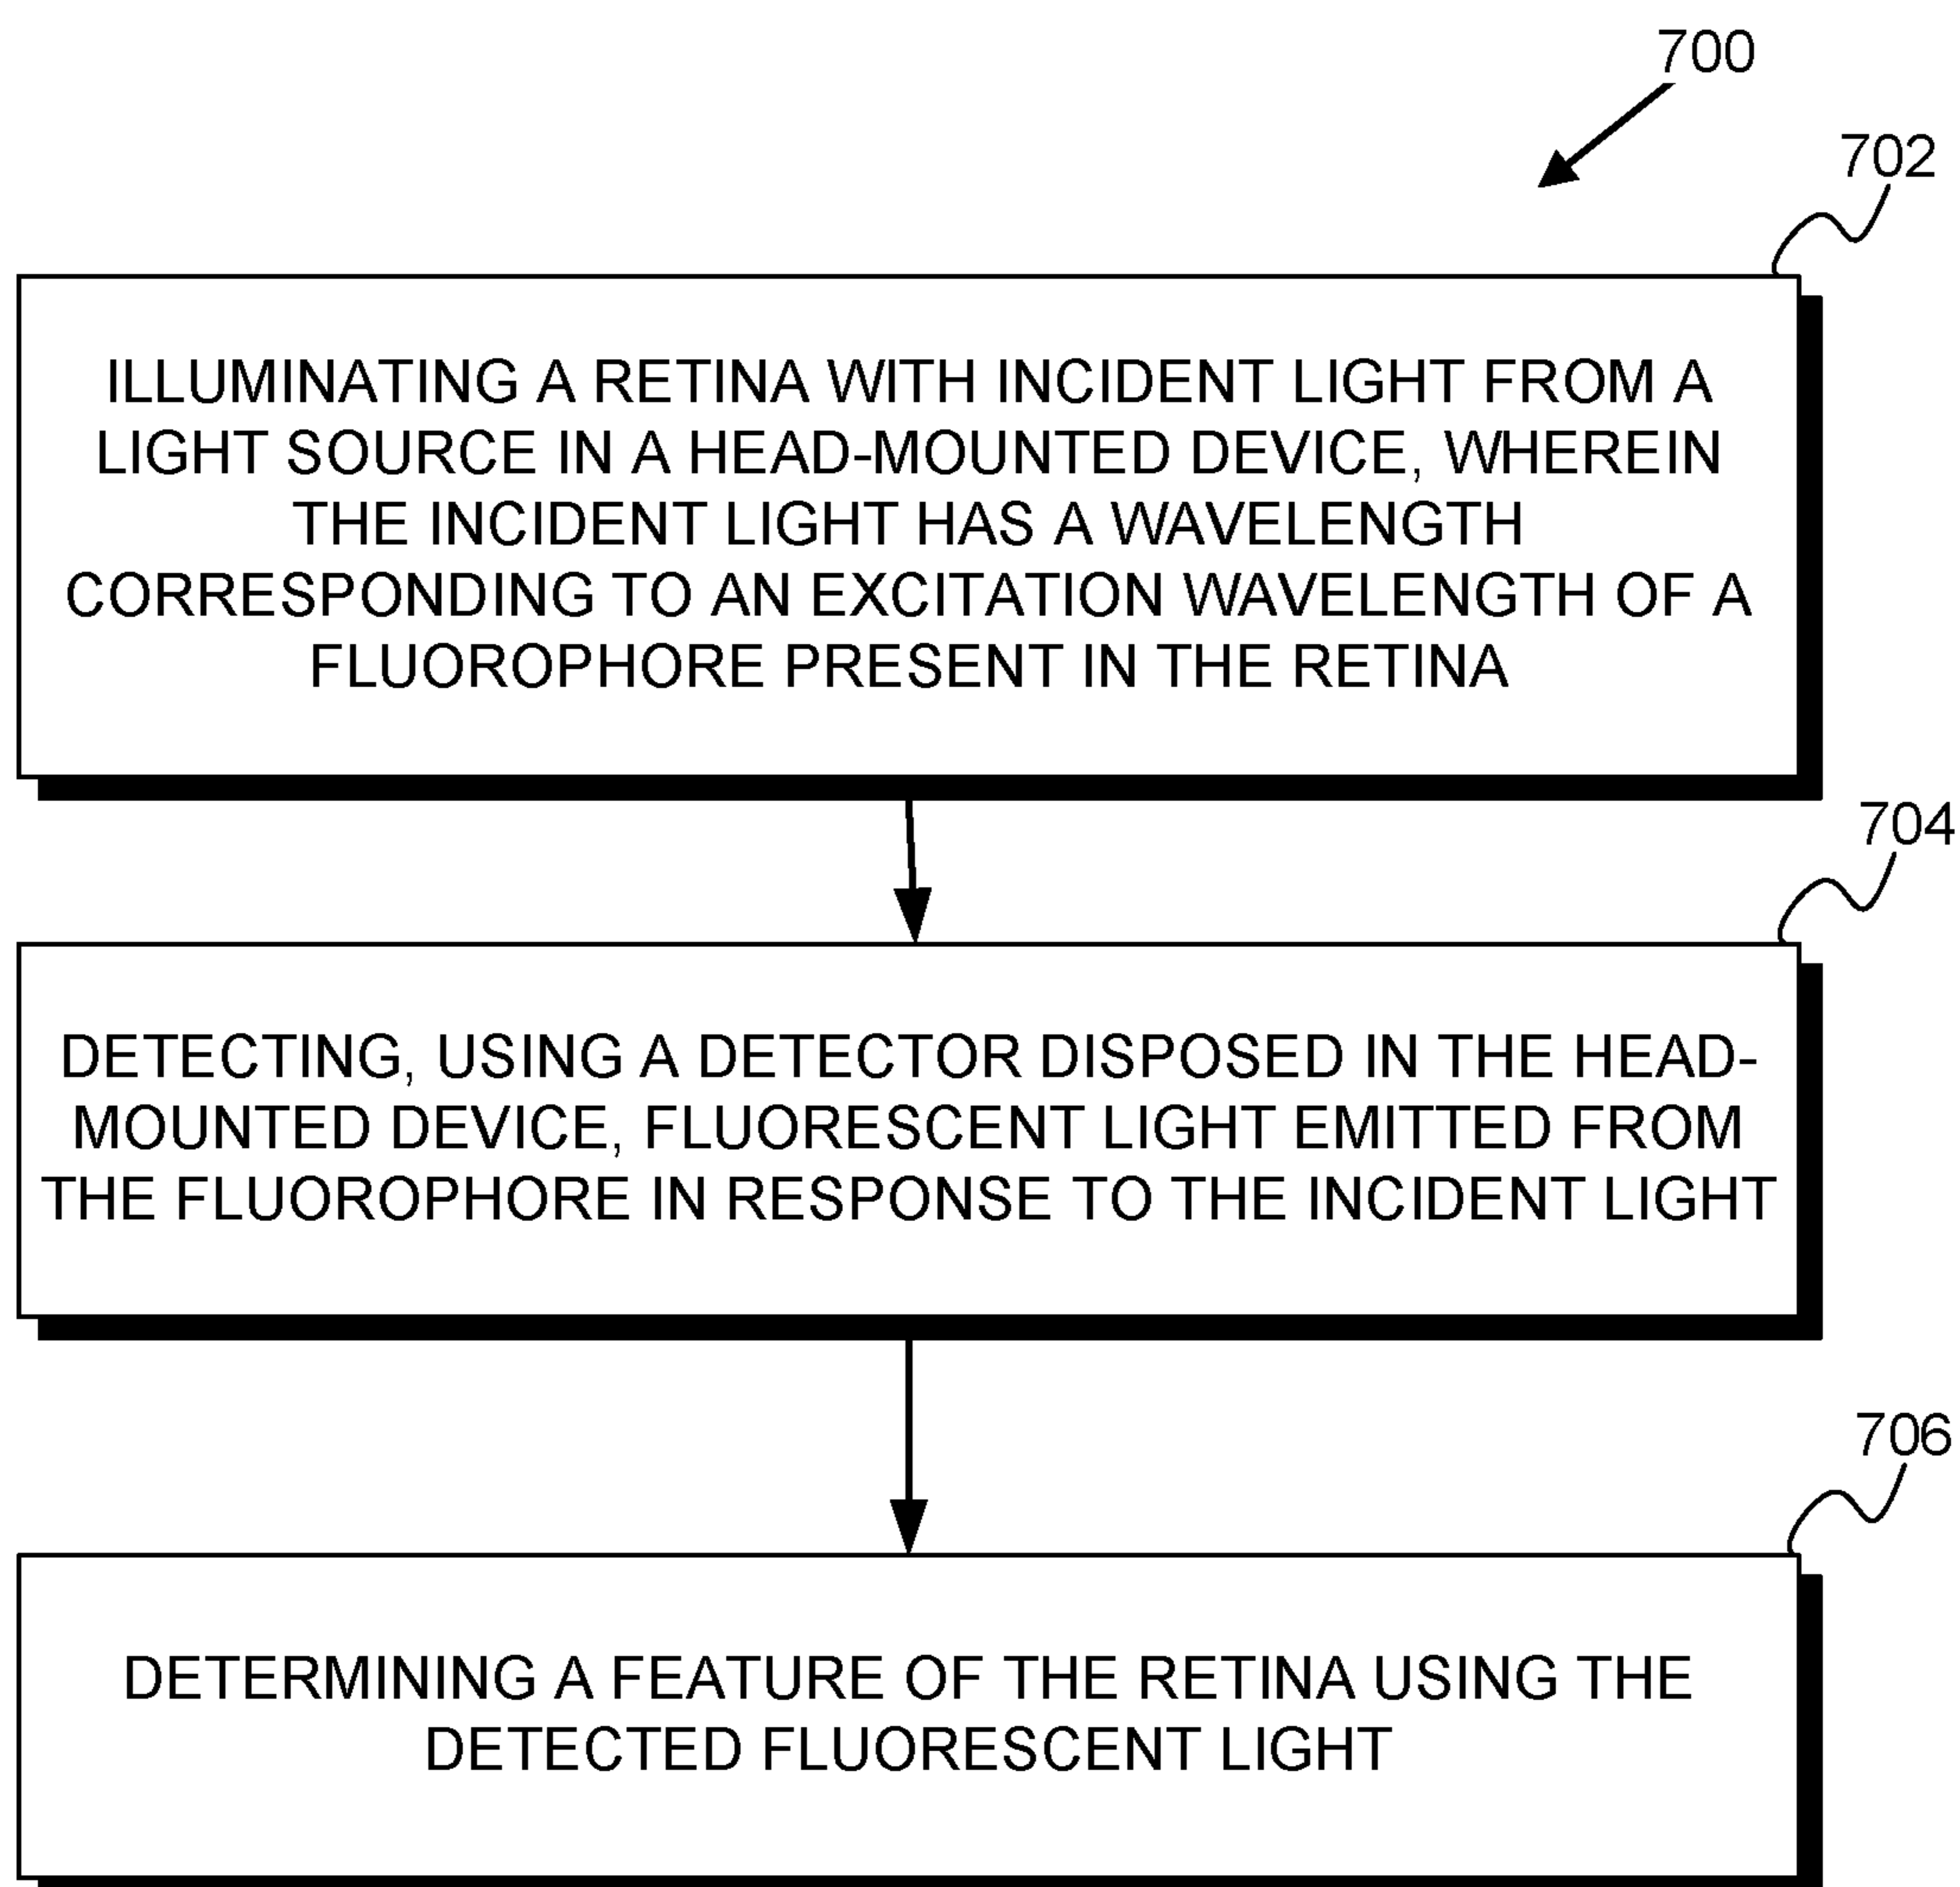 700
702
ILLUMINATING A RETINA WITH INCIDENT LIGHT FROM A
LIGHT SOURCE IN A HEAD-MOUNTED DEVICE, WHEREIN
THE INCIDENT LIGHT HAS A WAVELENGTH
CORRESPONDING TO AN EXCITATION WAVELENGTH OF A
FLUOROPHORE PRESENT IN THE RETINA
704
DETECTING, USING A DETECTOR DISPOSED IN THE HEAD-
MOUNTED DEVICE, FLUORESCENT LIGHT EMITTED FROM
THE FLUOROPHORE IN RESPONSE TO THE INCIDENT LIGHT
706
DETERMINING A FEATURE OF THE RETINA USING THE
DETECTED FLUORESCENT LIGHT